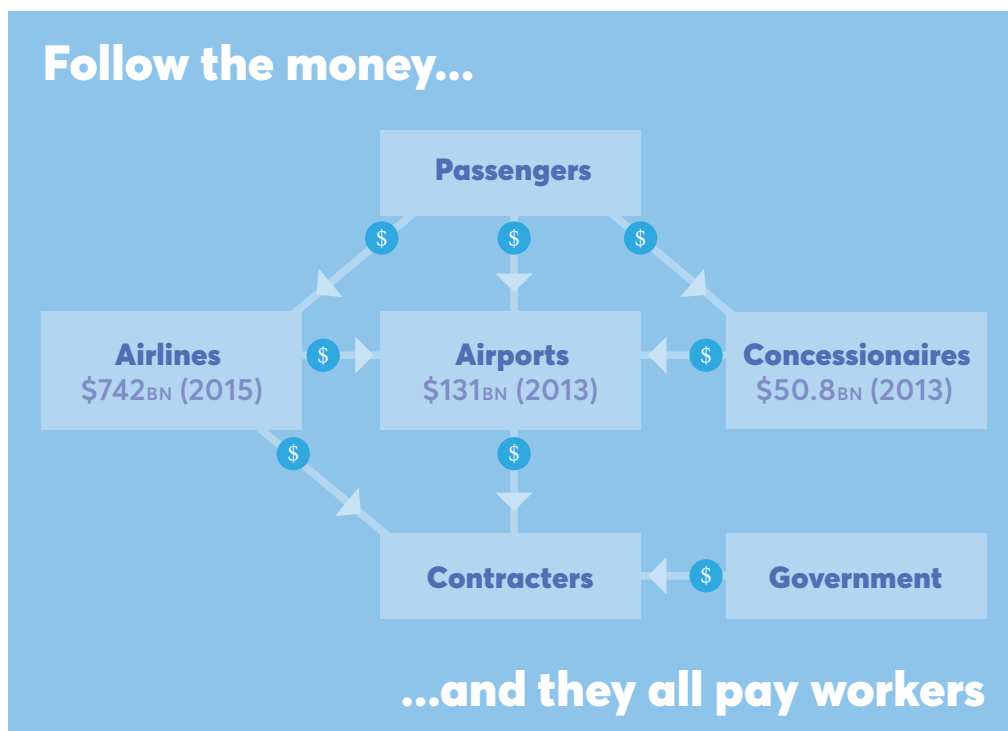 Follow the money...
Passengers
$
$
$
Airlines
$742BN (2015)
$
Airports
$131BN (2013)
$
Concessionaires
$50.8BN (2013)
$
$
Contracters
$
Government
...and they all pay workers